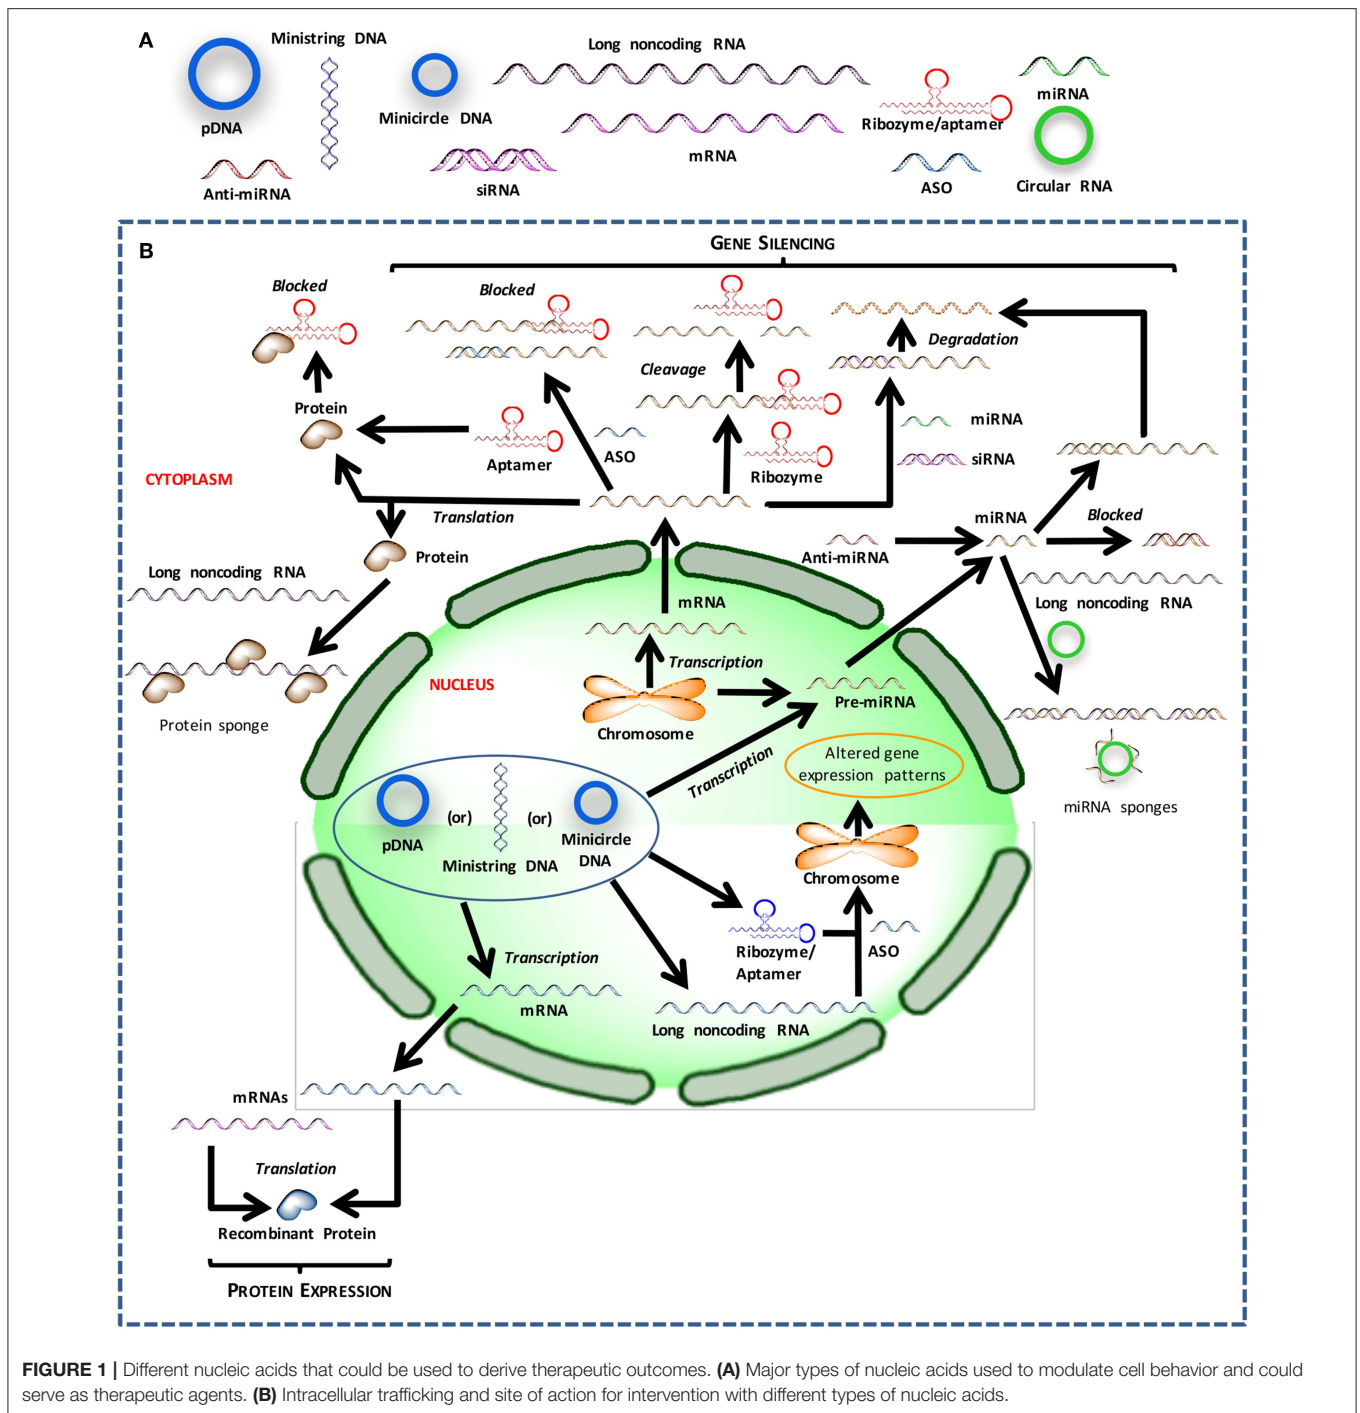 A
Ministring DNA
Long noncoding RNA
pDNA
Minicircle DNA
mRNA
Ribozyme/aptamer
miRNA
Anti-miRNA
siRNA
ASO
Circular RNA
B
GENE SILENCING
Blocked
Blocked
Cleavage
Degradation
Protein
Aptamer
ASO
Ribozyme
miRNA
siRNA
CYTOPLASM
Translation
miRNA
Blocked
Anti-miRNA
Protein
Long noncoding RNA
Long noncoding RNA
mRNA
Transcription
NUCLEUS
Pre-miRNA
Protein sponge
Chromosome
Transcription
Altered gene
expression patterns
miRNA sponges
pDNA
(or)
Ministring DNA
(or)
Minicircle
DNA
Chromosome
Ribozyme/
Aptamer
ASO
Transcription
mRNA
Long noncoding RNA
mRNAs
Translation
Recombinant Protein
PROTEIN EXPRESSION
FIGURE 1 | Different nucleic acids that could be used to derive therapeutic outcomes. (A) Major types of nucleic acids used to modulate cell behavior and could
serve as therapeutic agents. (B) Intracellular trafficking and site of action for intervention with different types of nucleic acids.